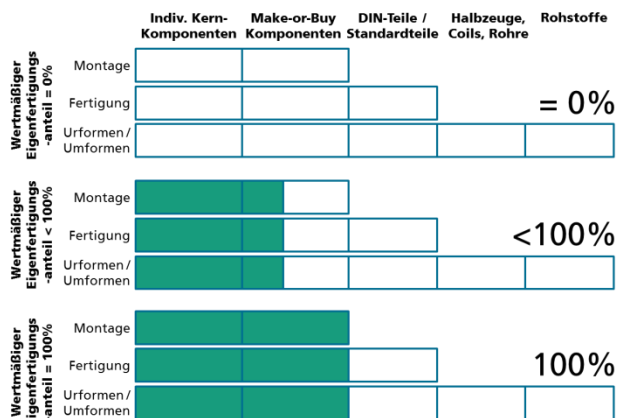 Indiv. Kern- Make-or-Buy DIN-Teile / Halbzeuge, Rohstoffe
Komponenten Komponenten Standardteile Coils, Rohre
Wertmäßiger
Eigenfertigungs
-anteil = 0%
Montage
Fertigung
= 0%
Urformen /
Umformen
Wertmäßiger
Eigenfertigungs
-anteil < 100%
Montage
Fertigung
<100%
Urformen /
Umformen
Wertmäßiger
igenfertigungs
-anteil = 100%
Montage
Fertigung
100%
Urformen /
Umformen